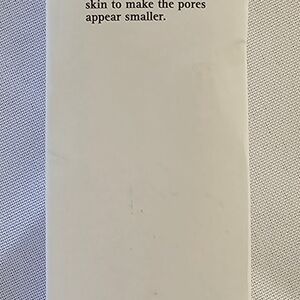 skin to make the pores
appear smaller.